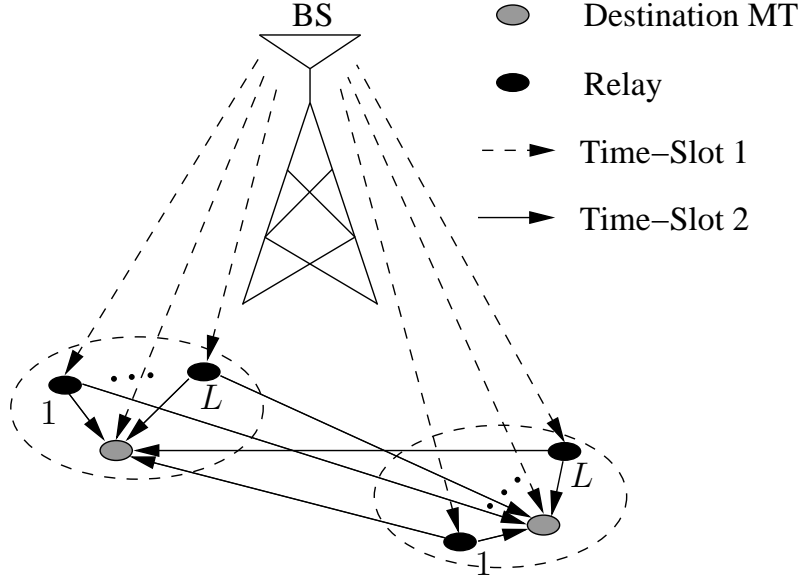 BS
Destination MT
Relay
Time–Slot 1
Time–Slot 2
L
1
L
1